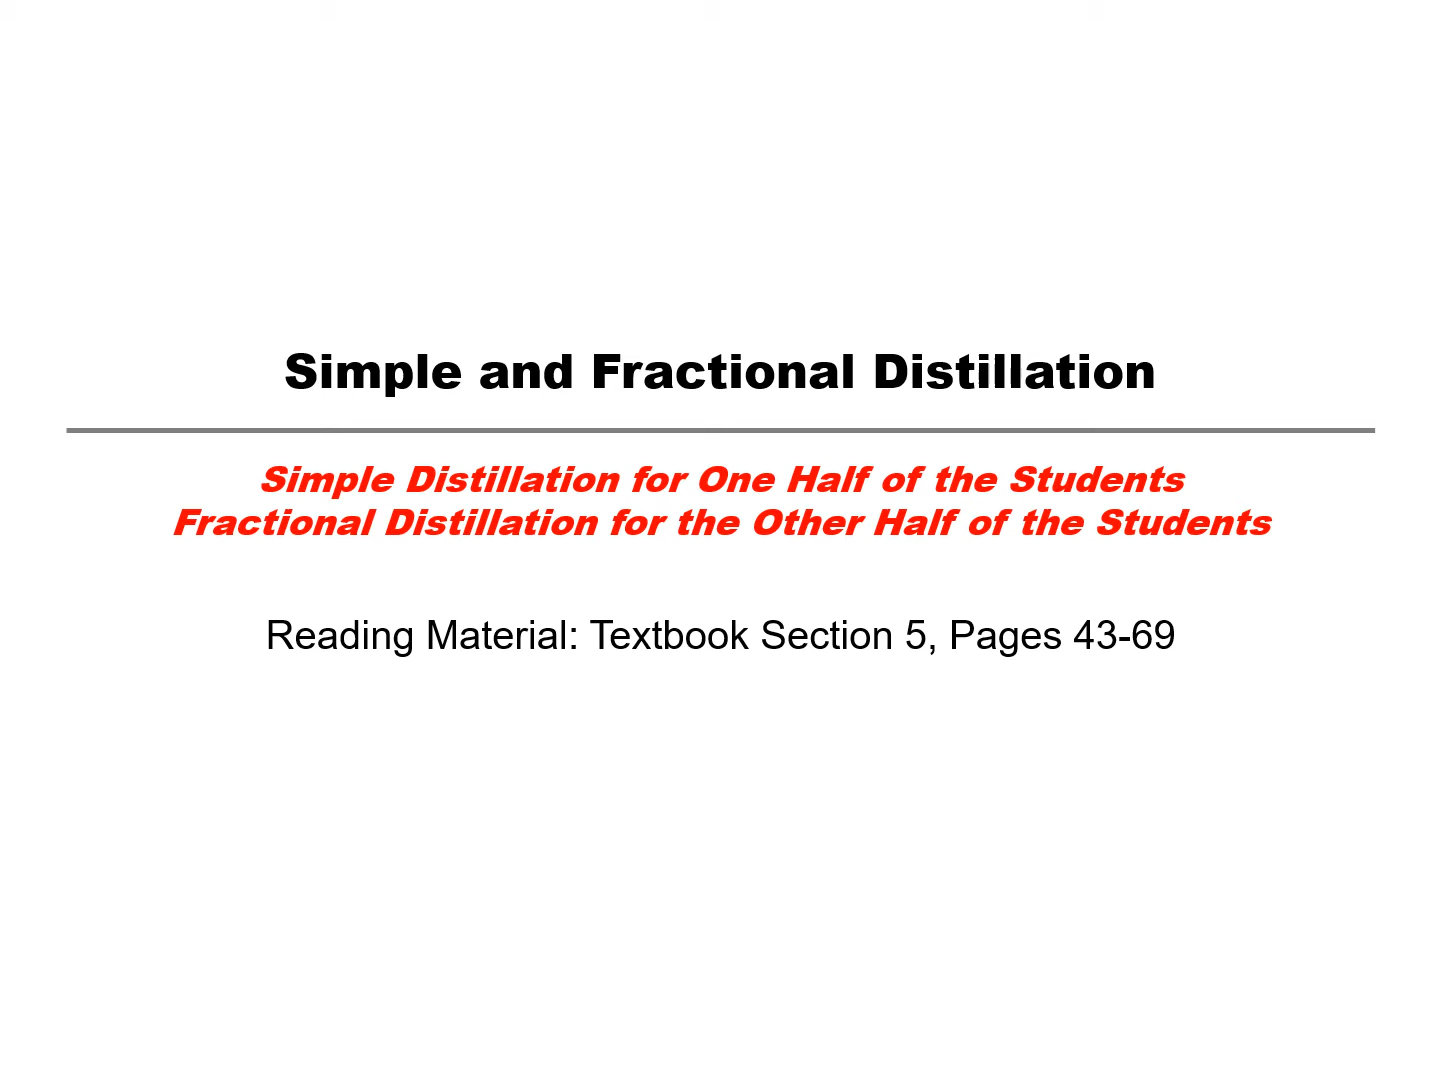 Simple and Fractional Distillation
Simple Distillation for One Half of the Students
Fractional Distillation for the Other Half of the Students
Reading Material: Textbook Section 5, Pages 43-69